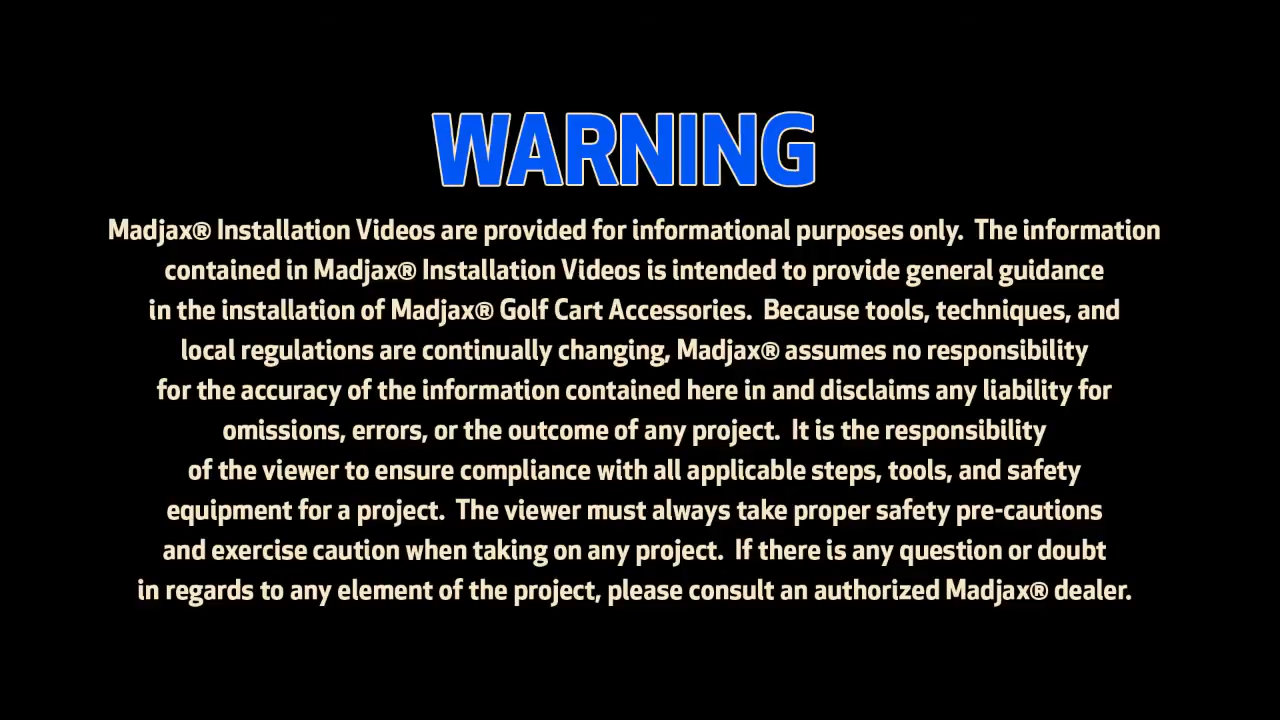 WARNING
Madjax® Installation Videos are provided for informational purposes only.  The information
contained in Madjax® Installation Videos is intended to provide general guidance
in the installation of Madjax® Golf Cart Accessories.  Because tools, techniques, and
local regulations are continually changing, Madjax® assumes no responsibility
for the accuracy of the information contained here in and disclaims any liability for
omissions, errors, or the outcome of any project.  It is the responsibility
of the viewer to ensure compliance with all applicable steps, tools, and safety
equipment for a project.  The viewer must always take proper safety pre-cautions
and exercise caution when taking on any project.  If there is any question or doubt
in regards to any element of the project, please consult an authorized Madjax® dealer.